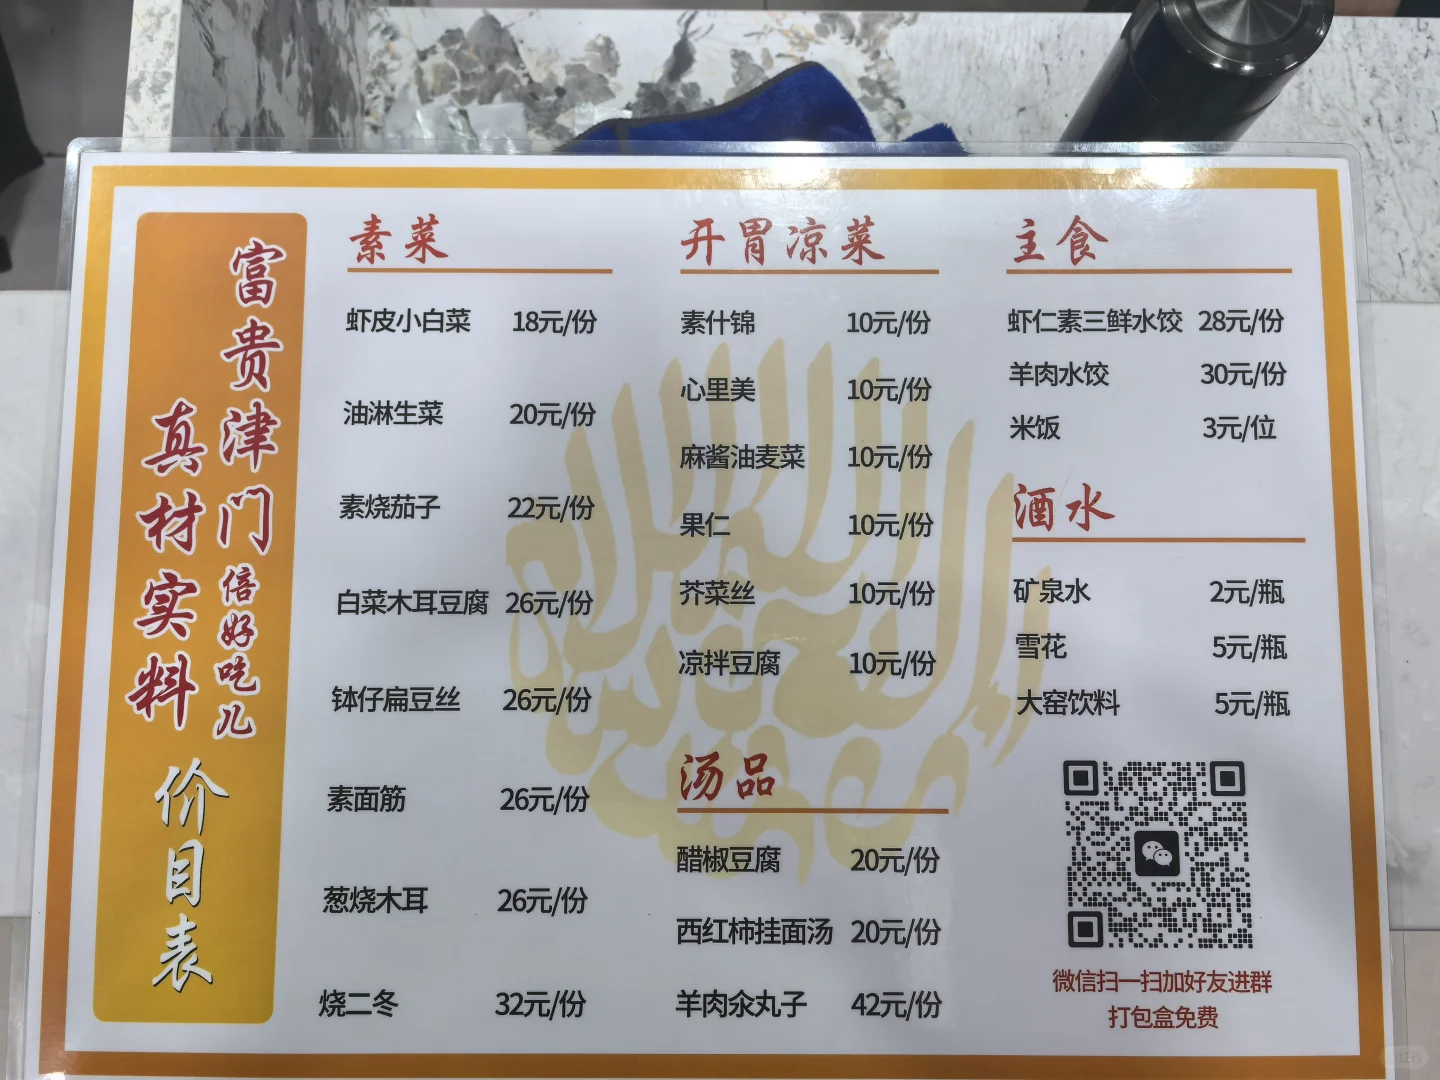 富贵津门倍好吃儿
真材实料
价目表
素菜
虾皮小白菜 18元/份
油淋生菜 20元/份
素烧茄子 22元/份
白菜木耳豆腐 26元/份
钵仔扁豆丝 26元/份
素面筋 26元/份
葱烧木耳 26元/份
烧二冬 32元/份
开胃凉菜
素什锦 10元/份
心里美 10元/份
麻酱油麦菜 10元/份
果仁 10元/份
芥菜丝 10元/份
凉拌豆腐 10元/份
汤品
醋椒豆腐 20元/份
西红柿挂面汤 20元/份
羊肉汆丸子 42元/份
主食
虾仁素三鲜水饺 28元/份
羊肉水饺 30元/份
米饭 3元/位
酒水
矿泉水 2元/瓶
雪花 5元/瓶
大窑饮料 5元/瓶
微信扫一扫加好友进群
打包盒免费